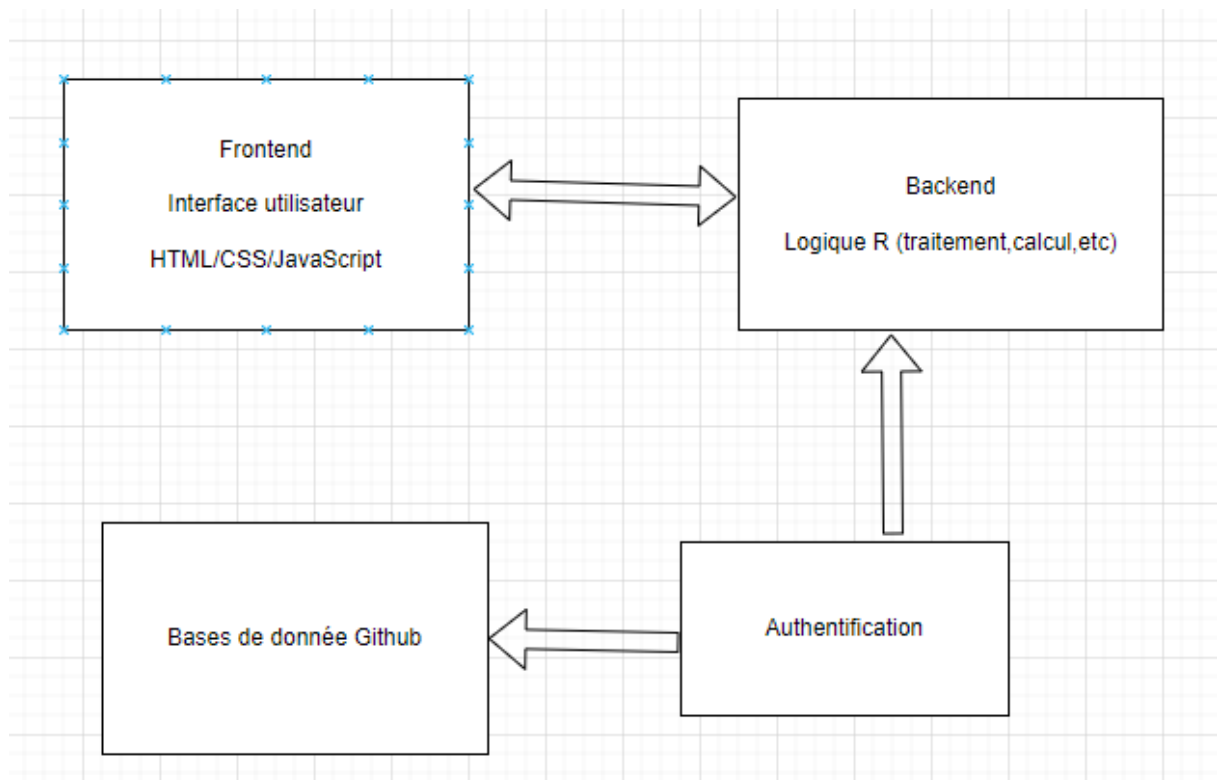 Frontend
Interface utilisateur
HTML/CSS/JavaScript
Backend
Logique R (traitement,calcul,etc)
Bases de donnée Github
Authentification